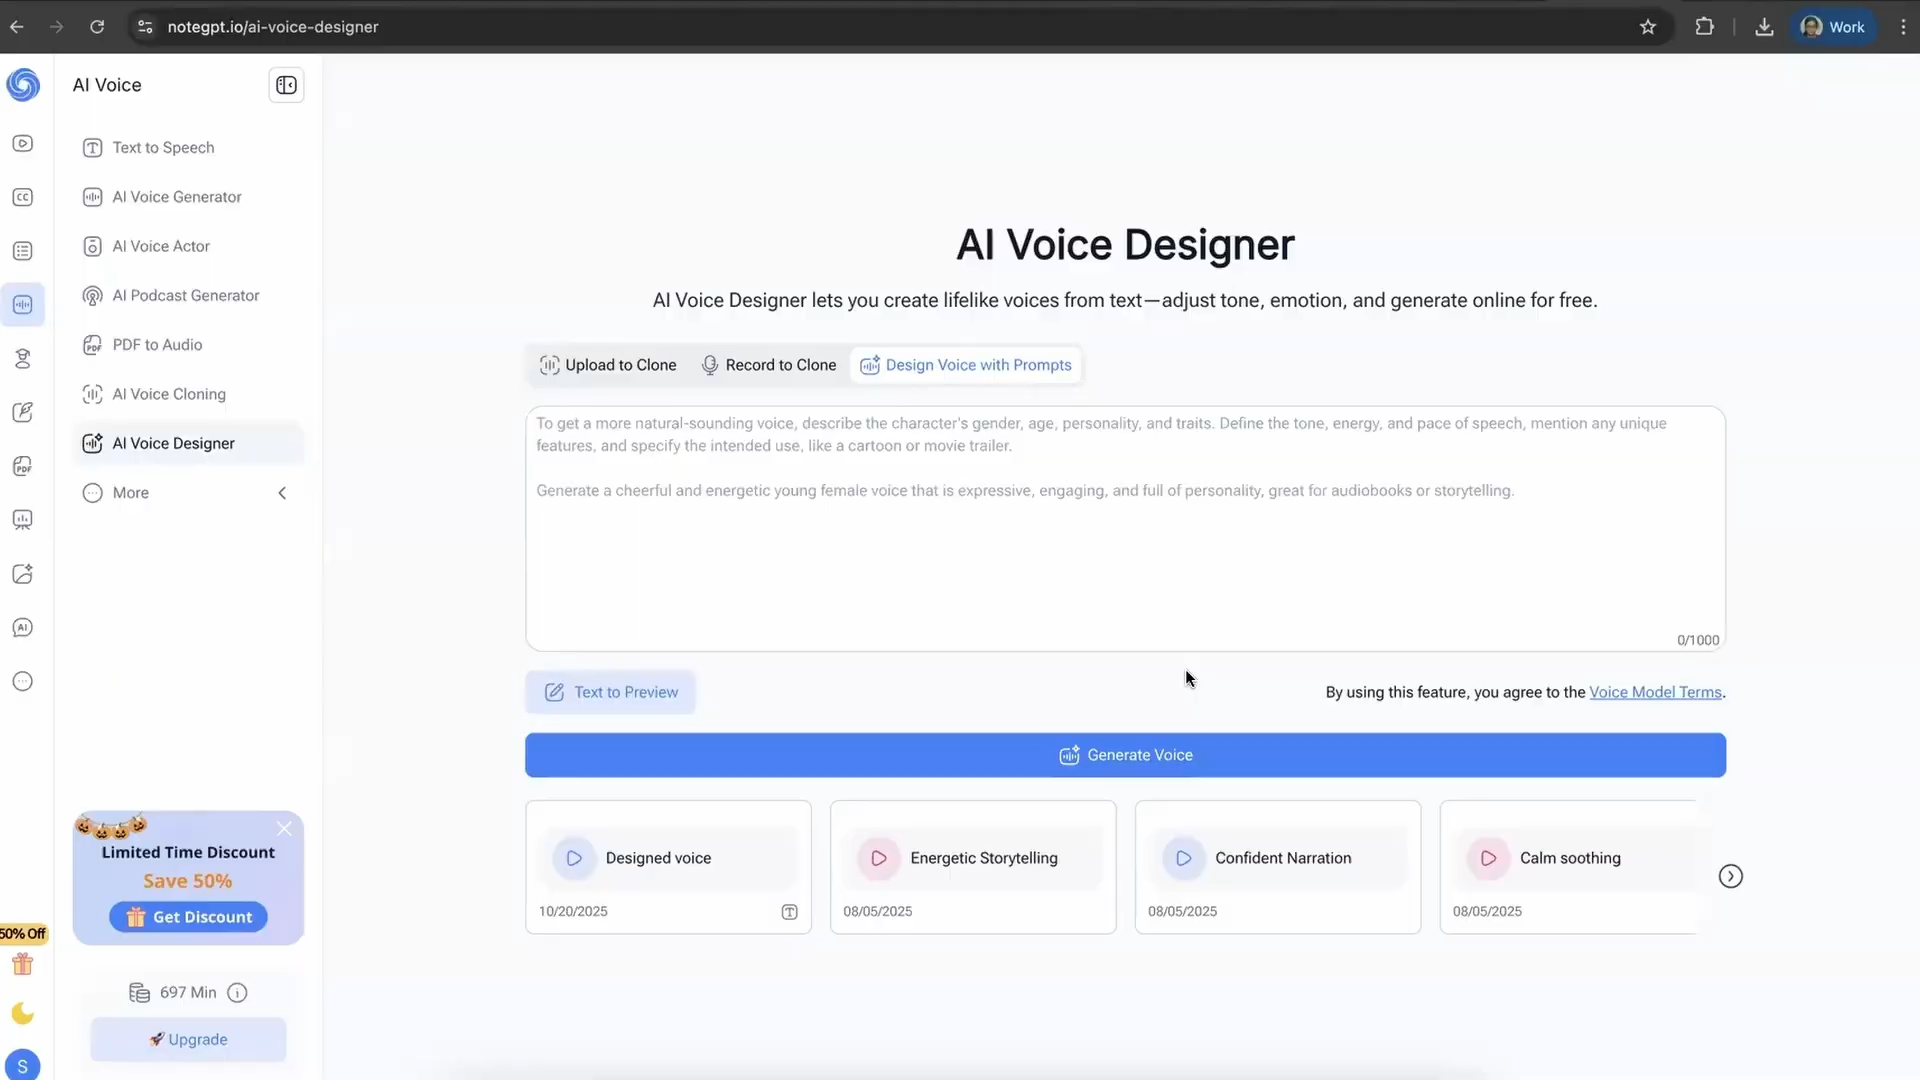 notegpt.io/ai-voice-designer
Work
AI Voice
Text to Speech
AI Voice Generator
AI Voice Actor
AI Podcast Generator
PDF to Audio
AI Voice Cloning
AI Voice Designer
More
CC
PDF
AI
AI Voice Designer
AI Voice Designer lets you create lifelike voices from text—adjust tone, emotion, and generate online for free.
Upload to Clone
Record to Clone
Design Voice with Prompts
To get a more natural-sounding voice, describe the character's gender, age, personality, and traits. Define the tone, energy, and pace of speech, mention any unique
features, and specify the intended use, like a cartoon or movie trailer.
Generate a cheerful and energetic young female voice that is expressive, engaging, and full of personality, great for audiobooks or storytelling.
0/1000
Text to Preview
By using this feature, you agree to the Voice Model Terms.
Generate Voice
Designed voice
10/20/2025
Energetic Storytelling
08/05/2025
Confident Narration
08/05/2025
Calm soothing
08/05/2025
Limited Time Discount
Save 50%
Get Discount
50% Off
697 Min
Upgrade
S